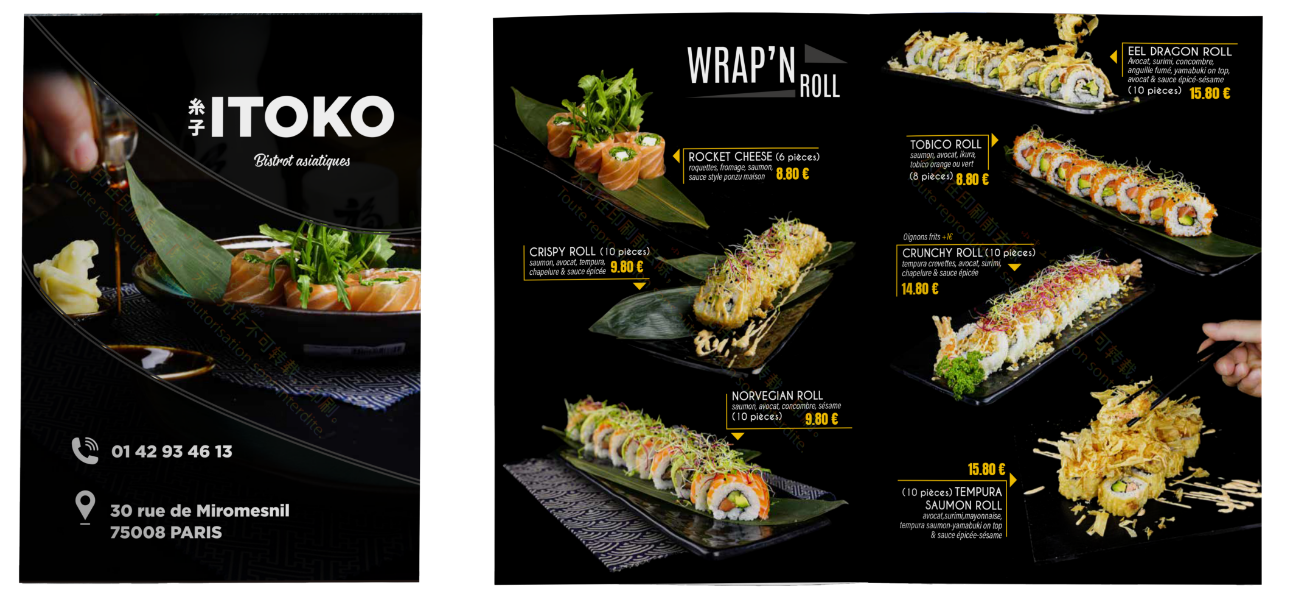 糸子 ITOKO
Bistrot asiatiques
01 42 93 46 13
30 rue de Miromesnil
75008 PARIS
WRAP'N
ROLL
ROCKET CHEESE (6 pièces)
roquettes, fromage, saumon,
sauce style ponzu maison
8.80 €
CRISPY ROLL (10 pièces)
saumon, avocat, tempura,
chapelure & sauce épicée
9.80 €
NORVEGIAN ROLL
saumon, avocat, concombre, sésame
(10 pièces) 9.80 €
EEL DRAGON ROLL
Avocat, surimi, concombre,
anguille fumé, yamabuki on top,
avocat & sauce épicé-sésame
(10 pièces) 15.80 €
TOBICO ROLL
saumon, avocat, ikura,
tobico orange ou vert
(8 pièces) 8.80 €
Oignons frits +1€
CRUNCHY ROLL (10 pièces)
tempura crevettes, avocat, surimi,
chapelure & sauce épicée
14.80 €
15.80 €
(10 pièces) TEMPURA
SAUMON ROLL
avocat,surimi,mayonnaise,
tempura saumon-yamabuki on top
& sauce épicée-sésame